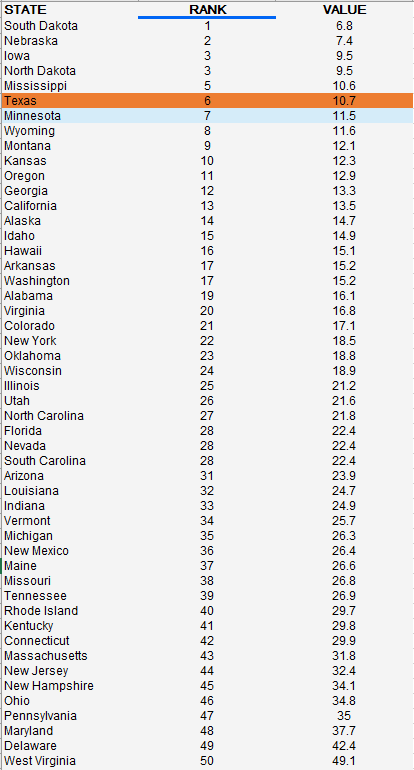 STATE RANK VALUE
South Dakota 1 6.8
Nebraska 2 7.4
Iowa 3 9.5
North Dakota 3 9.5
Mississippi 5 10.6
Texas 6 10.7
Minnesota 7 11.5
Wyoming 8 11.6
Montana 9 12.1
Kansas 10 12.3
Oregon 11 12.9
Georgia 12 13.3
California 13 13.5
Alaska 14 14.7
Idaho 15 14.9
Hawaii 16 15.1
Arkansas 17 15.2
Washington 17 15.2
Alabama 19 16.1
Virginia 20 16.8
Colorado 21 17.1
New York 22 18.5
Oklahoma 23 18.8
Wisconsin 24 18.9
Illinois 25 21.2
Utah 26 21.6
North Carolina 27 21.8
Florida 28 22.4
Nevada 28 22.4
South Carolina 28 22.4
Arizona 31 23.9
Louisiana 32 24.7
Indiana 33 24.9
Vermont 34 25.7
Michigan 35 26.3
New Mexico 36 26.4
Maine 37 26.6
Missouri 38 26.8
Tennessee 39 26.9
Rhode Island 40 29.7
Kentucky 41 29.8
Connecticut 42 29.9
Massachusetts 43 31.8
New Jersey 44 32.4
New Hampshire 45 34.1
Ohio 46 34.8
Pennsylvania 47 35
Maryland 48 37.7
Delaware 49 42.4
West Virginia 50 49.1